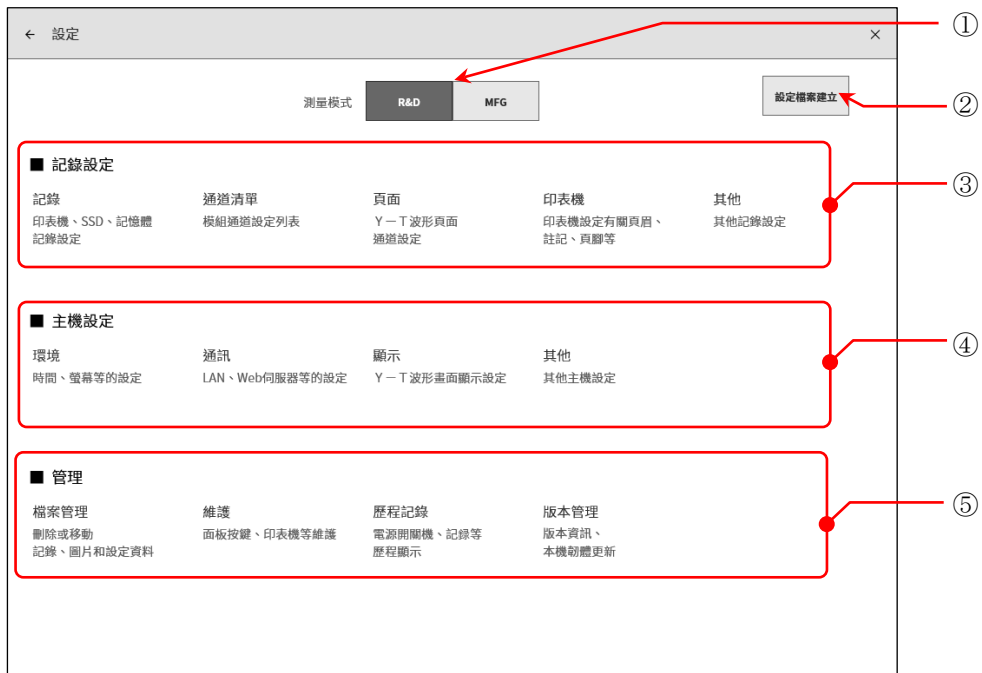 ← 設定 ×
①
測量模式 R&D MFG 設定檔案建立
②
■ 記錄設定
③
記錄 通道清單 頁面 印表機 其他
印表機、SSD、記憶體 模組通道設定列表 Y－T波形頁面 印表機設定有關頁眉、 其他記錄設定
記錄設定 通道設定 註記、頁腳等
■ 主機設定
④
環境 通訊 顯示 其他
時間、螢幕等的設定 LAN、Web伺服器等的設定 Y－T波形畫面顯示設定 其他主機設定
■ 管理
⑤
檔案管理 維護 歷程記錄 版本管理
刪除或移動 面板按鍵、印表機等維護 電源開關機、記録等 版本資訊、
記錄、圖片和設定資料 歷程顯示 本機韌體更新